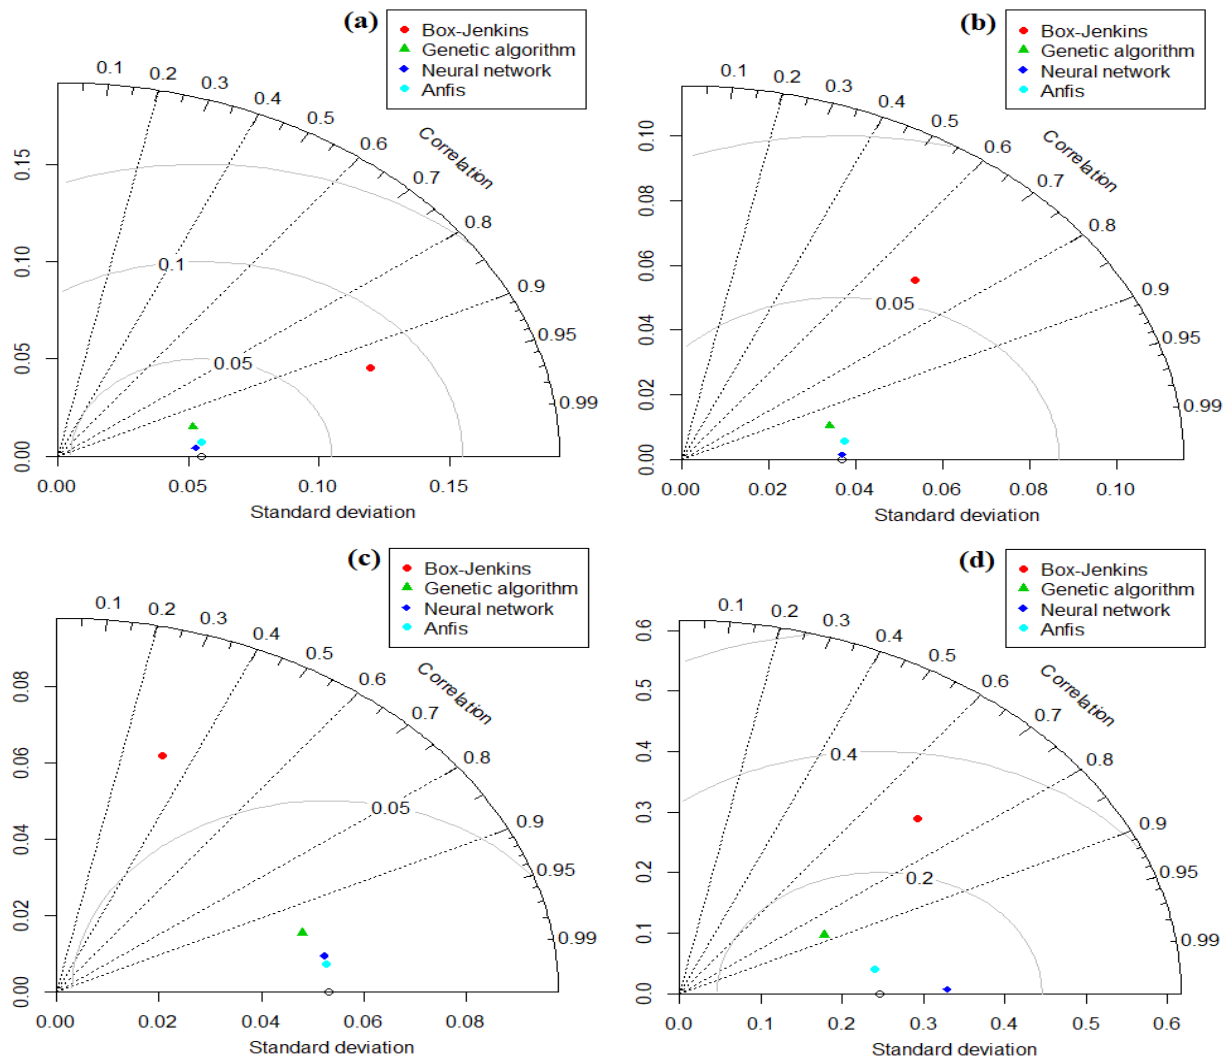 (a)
Box-Jenkins
Genetic algorithm
Neural network
Anfis
0.1 0.2 0.3 0.4 0.5 0.6 0.7 0.8 0.9 0.95 0.99
Correlation
0.00 0.05 0.10 0.15
0.1
0.05
0.00 0.05 0.10 0.15
Standard deviation
(b)
Box-Jenkins
Genetic algorithm
Neural network
Anfis
0.1 0.2 0.3 0.4 0.5 0.6 0.7 0.8 0.9 0.95 0.99
Correlation
0.00 0.02 0.04 0.06 0.08 0.10
0.05
0.00 0.02 0.04 0.06 0.08 0.10
Standard deviation
(c)
Box-Jenkins
Genetic algorithm
Neural network
Anfis
0.1 0.2 0.3 0.4 0.5 0.6 0.7 0.8 0.9 0.95 0.99
Correlation
0.00 0.02 0.04 0.06 0.08
0.05
0.00 0.02 0.04 0.06 0.08
Standard deviation
(d)
Box-Jenkins
Genetic algorithm
Neural network
Anfis
0.1 0.2 0.3 0.4 0.5 0.6 0.7 0.8 0.9 0.95 0.99
Correlation
0.0 0.1 0.2 0.3 0.4 0.5 0.6
0.4
0.2
0.0 0.1 0.2 0.3 0.4 0.5 0.6
Standard deviation